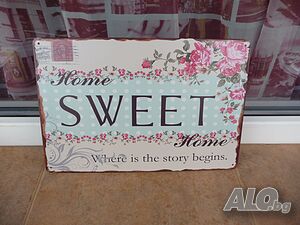 Home
SWEET
Home
Where is the story begins.
ALO.bg